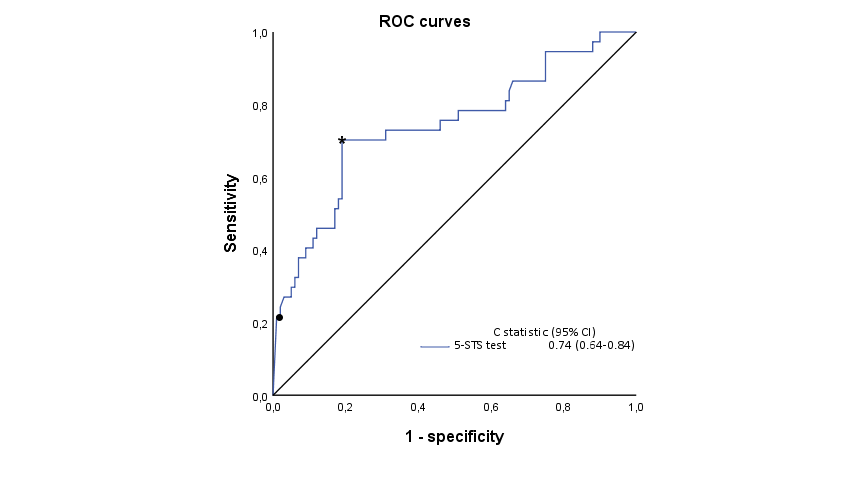 ROC curves
1,0
0,8
0,6
0,4
0,2
0,0
Sensitivity
C statistic (95% CI)
5-STS test 0.74 (0.64-0.84)
0,0 0,2 0,4 0,6 0,8 1,0
1 - specificity